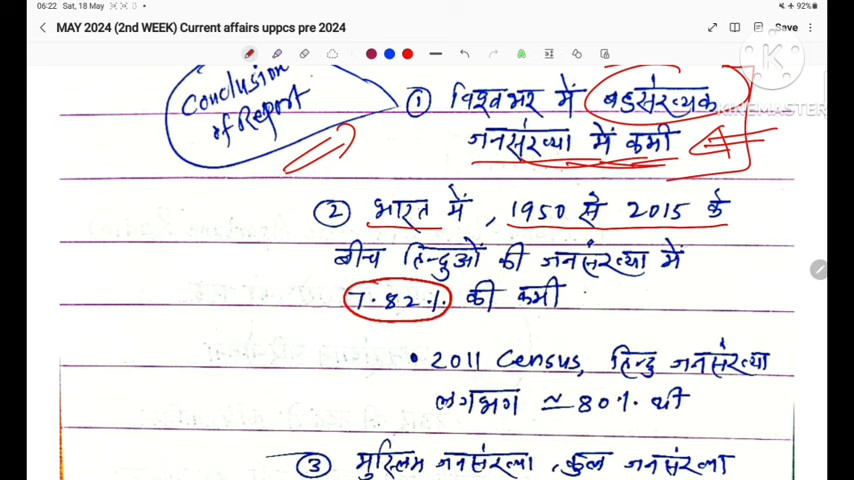 06:22 Sat, 18 May
92%
MAY 2024 (2nd WEEK) Current affairs uppcs pre 2024
Save
K
KINEMASTER
Conclusion
of Report
① विश्वभर में बहुसंख्यक
जनसंख्या में कमी
② भारत में, 1950 से 2015 के
बीच हिन्दुओं की जनसंख्या में
7.82% की कमी
• 2011 Census, हिन्दु जनसंख्या
लगभग ≃ 80% थी
③ मुस्लिम जनसंख्या, कुल जनसंख्या